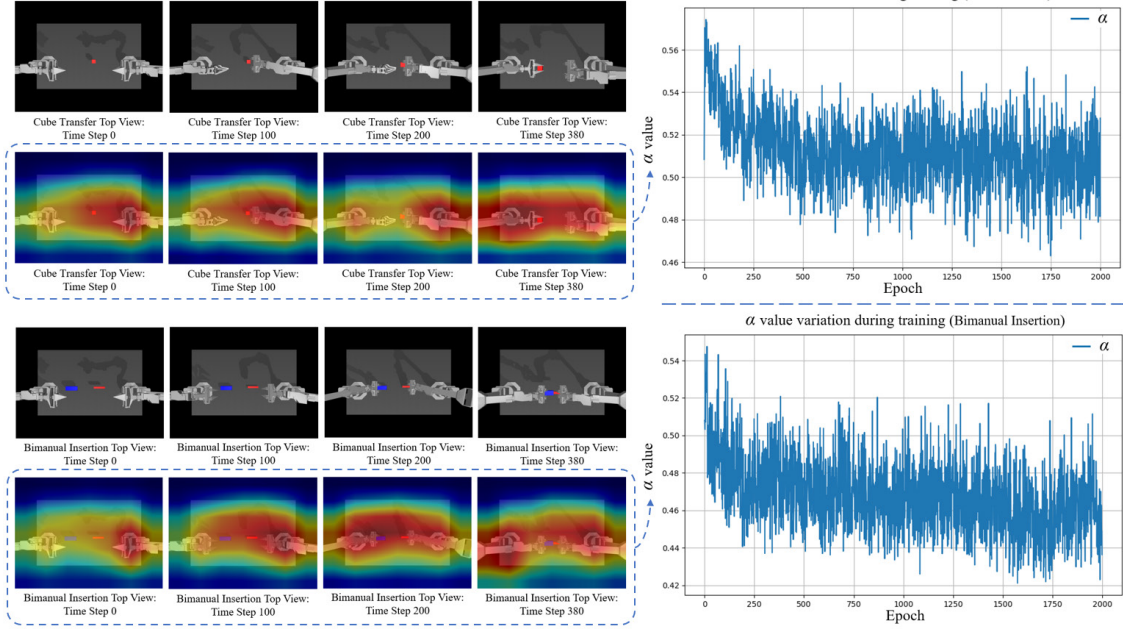 α
0.56
0.54
0.52
0.50
0.48
0.46
α value
0 250 500 750 1000 1250 1500 1750 2000
Epoch
Cube Transfer Top View:
Time Step 0
Cube Transfer Top View:
Time Step 100
Cube Transfer Top View:
Time Step 200
Cube Transfer Top View:
Time Step 380
Cube Transfer Top View:
Time Step 0
Cube Transfer Top View:
Time Step 100
Cube Transfer Top View:
Time Step 200
Cube Transfer Top View:
Time Step 380
α value variation during training (Bimanual Insertion)
α
0.54
0.52
0.50
0.48
0.46
0.44
0.42
α value
0 250 500 750 1000 1250 1500 1750 2000
Epoch
Bimanual Insertion Top View:
Time Step 0
Bimanual Insertion Top View:
Time Step 100
Bimanual Insertion Top View:
Time Step 200
Bimanual Insertion Top View:
Time Step 380
Bimanual Insertion Top View:
Time Step 0
Bimanual Insertion Top View:
Time Step 100
Bimanual Insertion Top View:
Time Step 200
Bimanual Insertion Top View:
Time Step 380